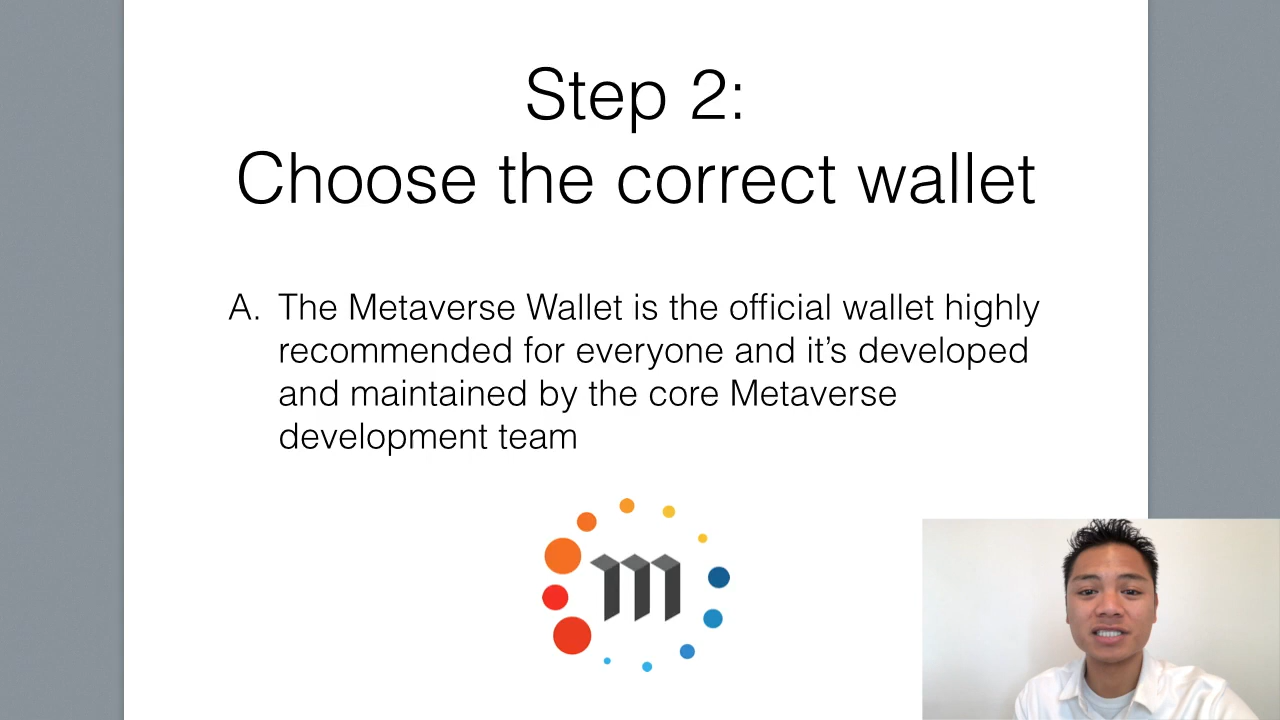 Step 2:
Choose the correct wallet
A. The Metaverse Wallet is the official wallet highly
recommended for everyone and it’s developed
and maintained by the core Metaverse
development team
m